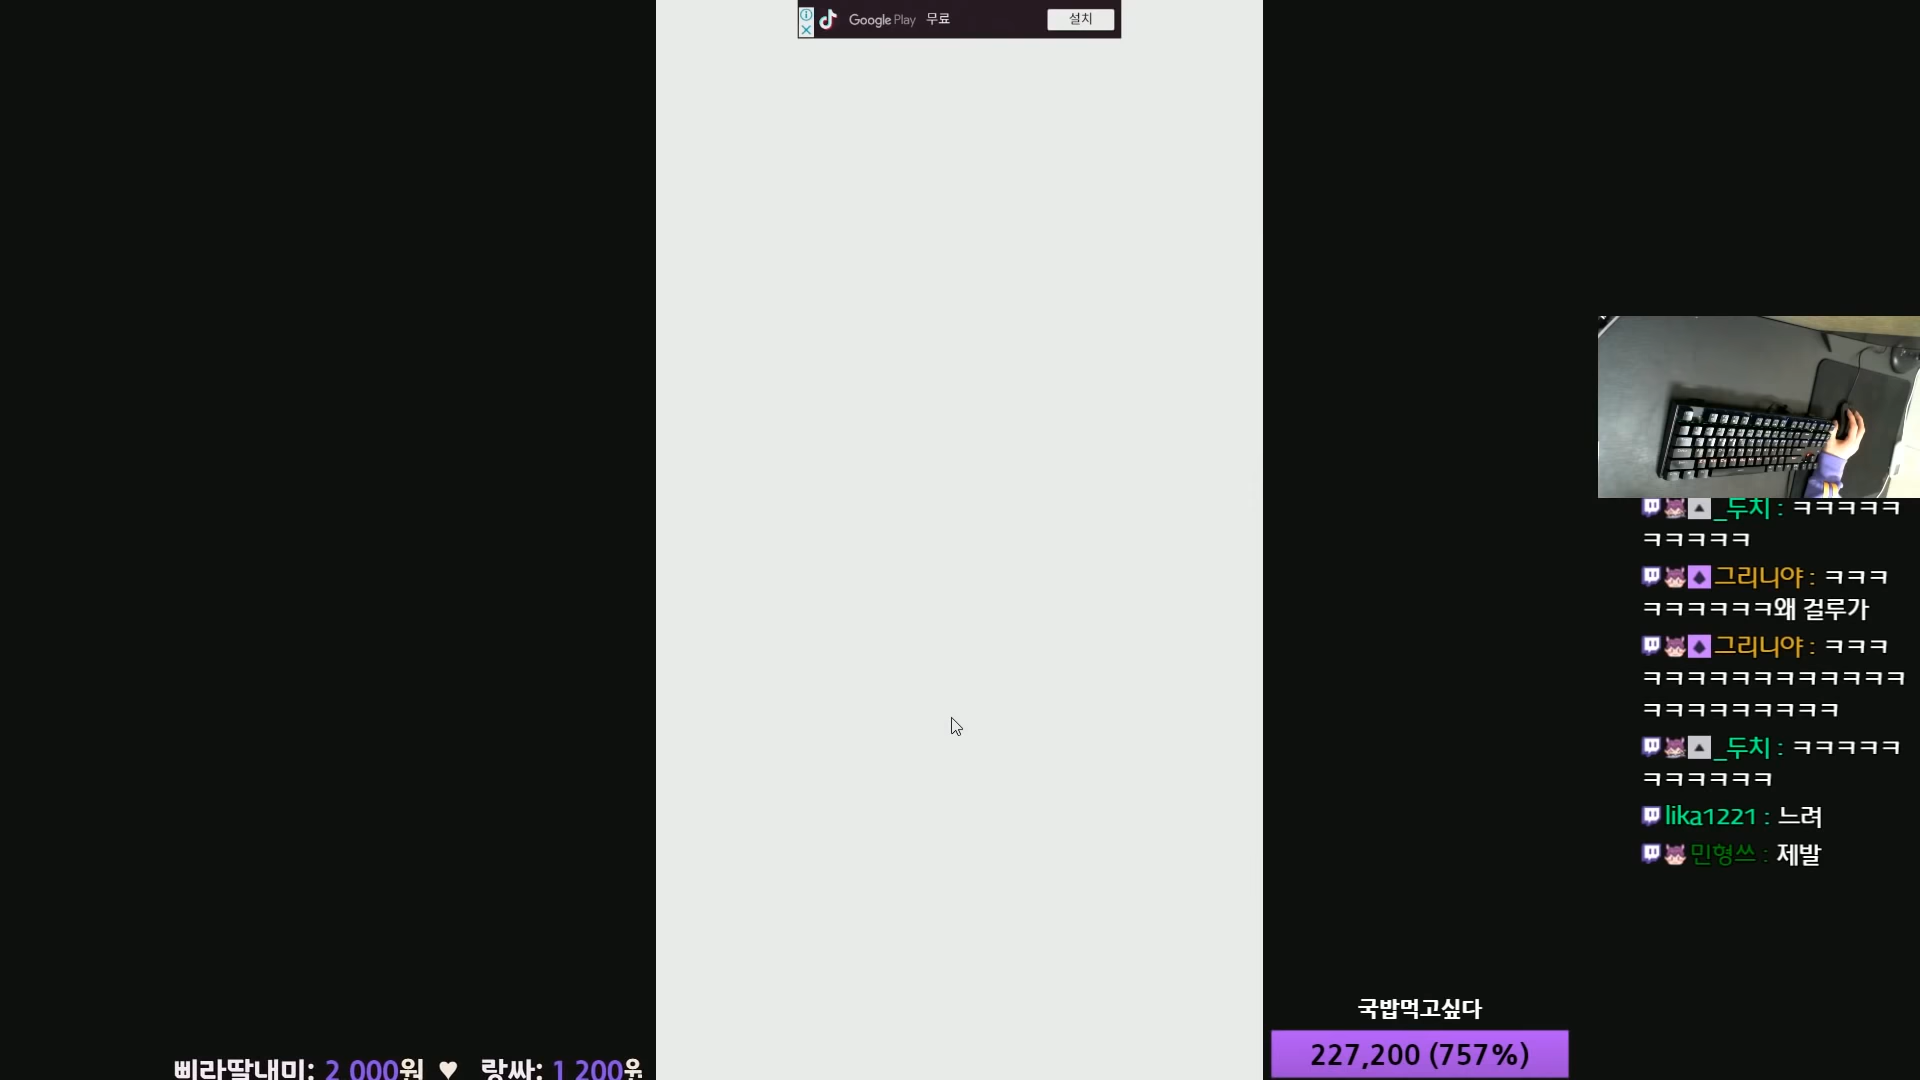 Google Play 무료 설치
_두치 : ㅋㅋㅋㅋㅋ
ㅋㅋㅋㅋㅋ
그리니야 : ㅋㅋㅋ
ㅋㅋㅋㅋㅋㅋ왜 걸루가
그리니야 : ㅋㅋㅋ
ㅋㅋㅋㅋㅋㅋㅋㅋㅋㅋㅋㅋ
ㅋㅋㅋㅋㅋㅋㅋㅋㅋ
_두치 : ㅋㅋㅋㅋㅋ
ㅋㅋㅋㅋㅋㅋ
lika1221 : 느려
민형쓰 : 제발
국밥먹고싶다
227,200 (757%)
삐라딸내미: 2,000원 ♥ 랑싸: 1,200원